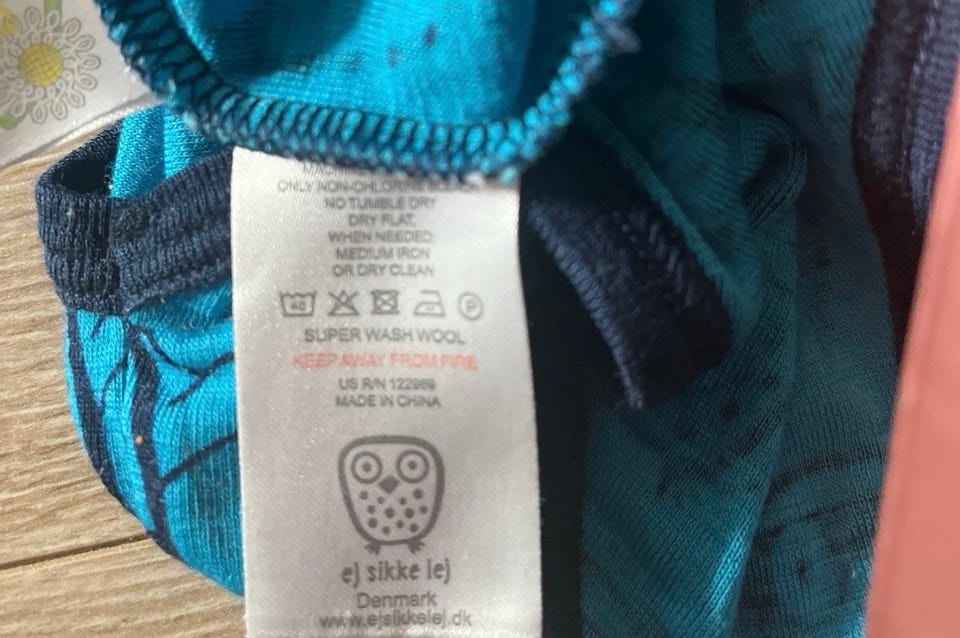 ONLY NON-CHLORINE
NO TUMBLE DRY
DRY FLAT.
WHEN NEEDED:
MEDIUM IRON
OR DRY CLEAN
40 P
SUPER WASH WOOL
KEEP AWAY FROM FIRE
US R/N 122989
MADE IN CHINA
ej sikke lej
Denmark
www.ejsikkelej.dk